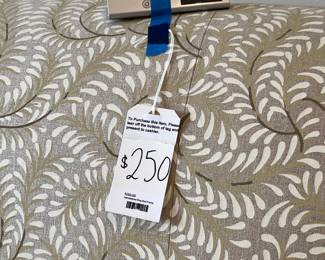 To Purchase this item, Please
tear off the bottom of tag and
present to cashier.
$250